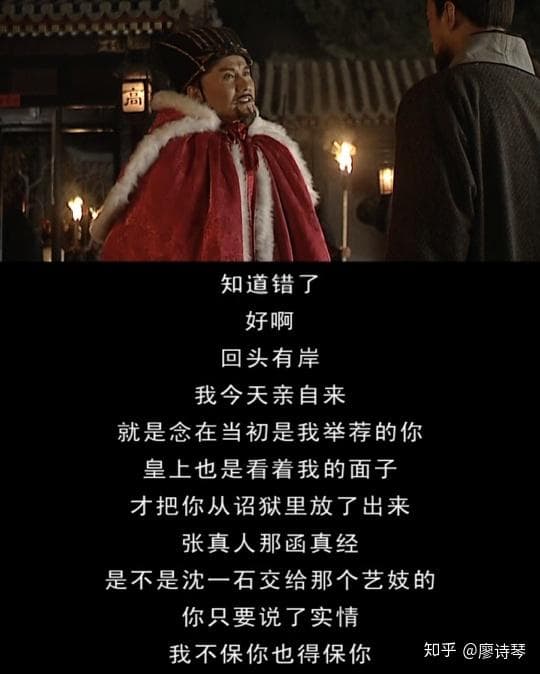 高
知道错了
好啊
回头有岸
我今天亲自来
就是念在当初是我举荐的你
皇上也是看着我的面子
才把你从诏狱里放了出来
张真人那函真经
是不是沈一石交给那个艺妓的
你只要说了实情
我不保你也得保你
知乎 @廖诗琴